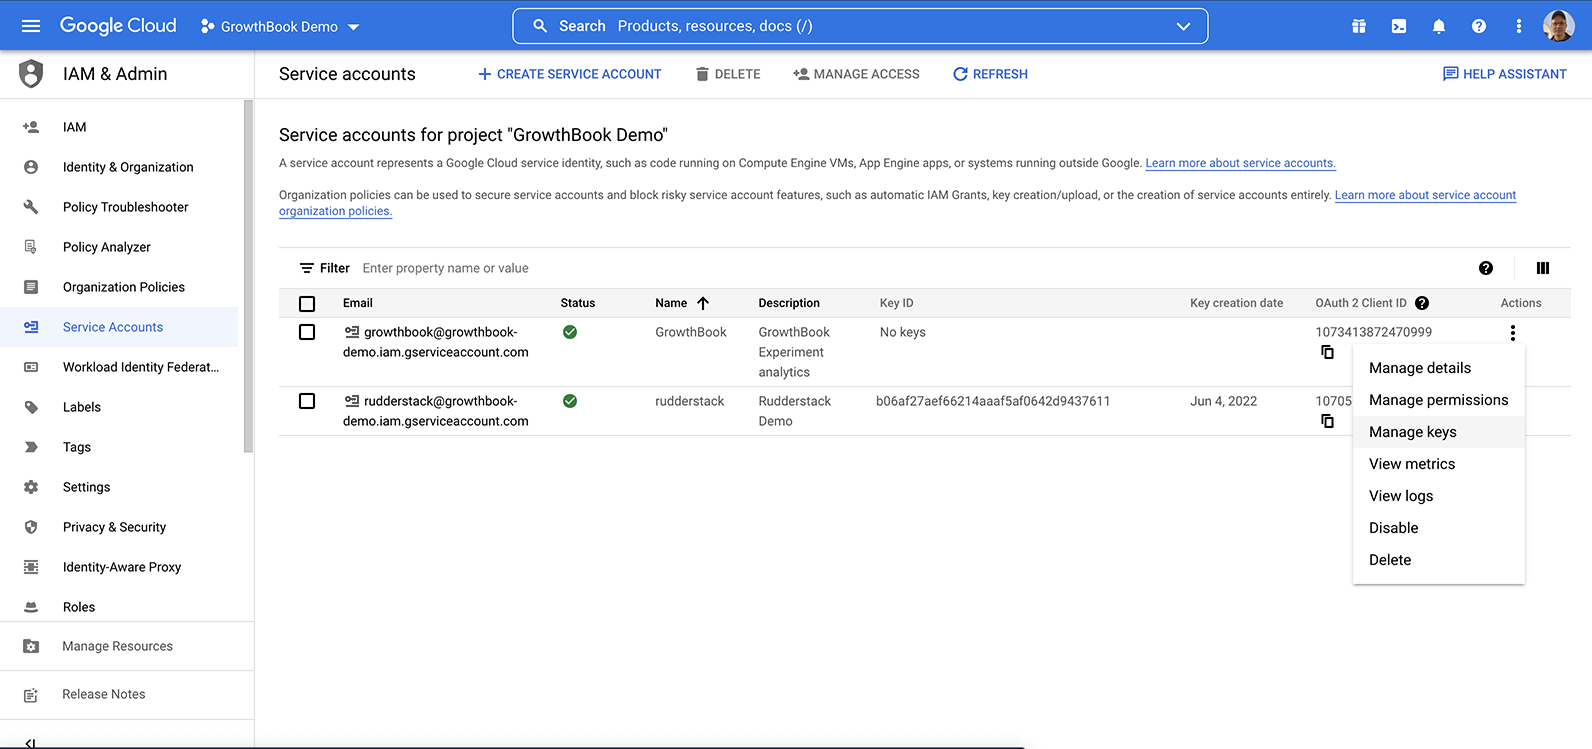 Google Cloud
GrowthBook Demo
Search Products, resources, docs (/)
IAM & Admin
Service accounts
CREATE SERVICE ACCOUNT
DELETE
MANAGE ACCESS
REFRESH
HELP ASSISTANT
IAM
Identity & Organization
Policy Troubleshooter
Policy Analyzer
Organization Policies
Service Accounts
Workload Identity Federat...
Labels
Tags
Settings
Privacy & Security
Identity-Aware Proxy
Roles
Manage Resources
Release Notes
Service accounts for project "GrowthBook Demo"
A service account represents a Google Cloud service identity, such as code running on Compute Engine VMs, App Engine apps, or systems running outside Google. Learn more about service accounts.
Organization policies can be used to secure service accounts and block risky service account features, such as automatic IAM Grants, key creation/upload, or the creation of service accounts entirely. Learn more about service account
organization policies.
Filter Enter property name or value
Email Status Name Description Key ID Key creation date OAuth 2 Client ID Actions
growthbook@growthbook- GrowthBook GrowthBook No keys 1073413872470999
demo.iam.gserviceaccount.com Experiment
analytics
rudderstack@growthbook- rudderstack Rudderstack b06af27aef66214aaaf5af0642d9437611 Jun 4, 2022 10705
demo.iam.gserviceaccount.com Demo
Manage details
Manage permissions
Manage keys
View metrics
View logs
Disable
Delete